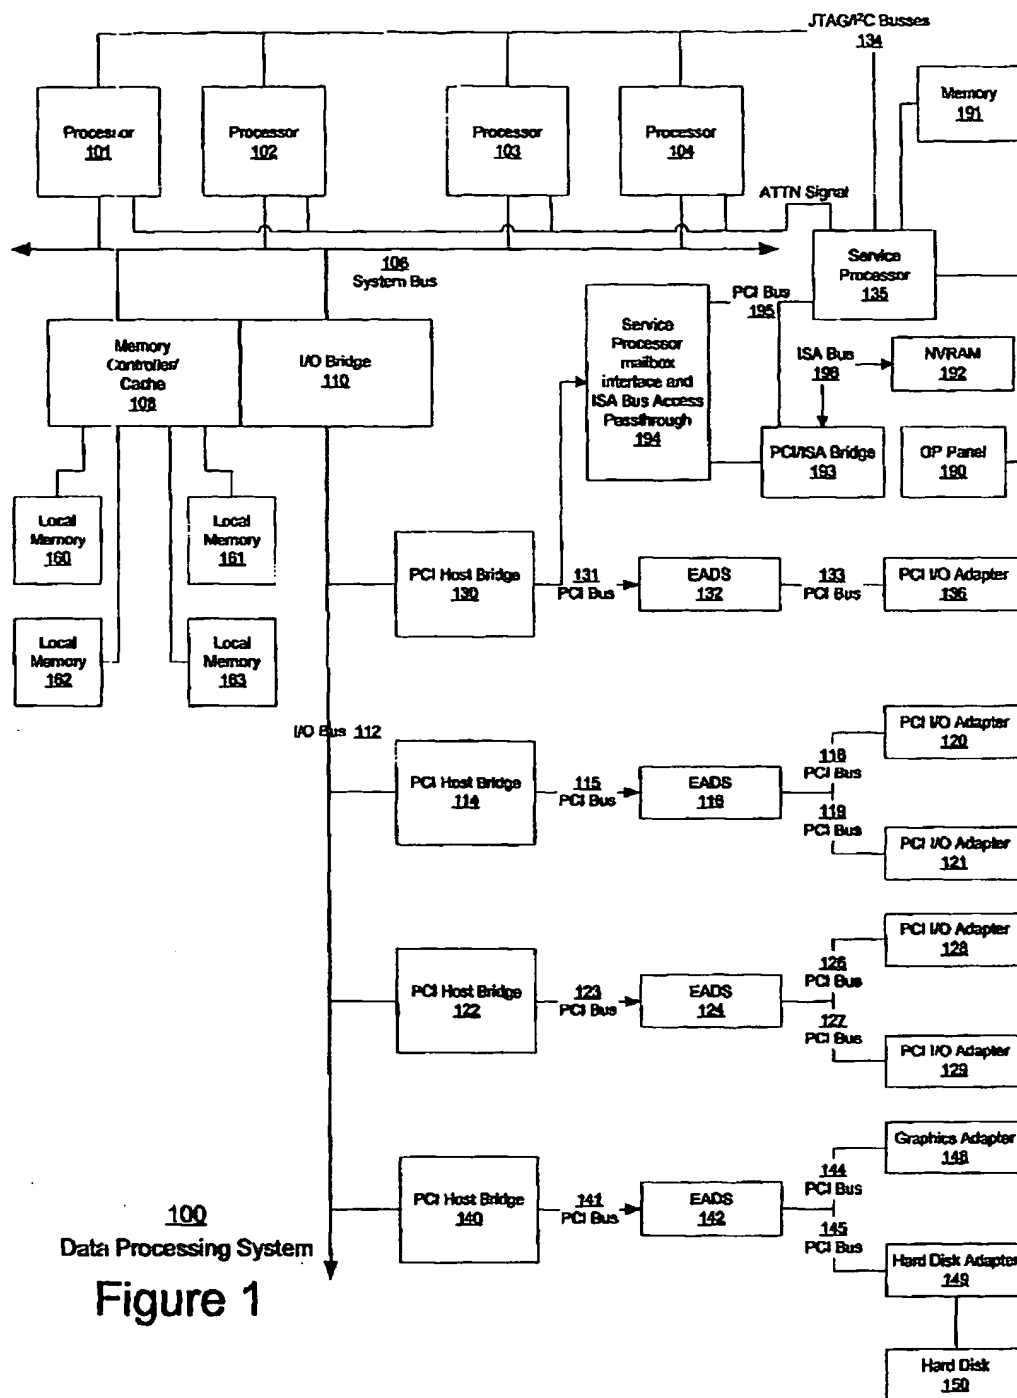 JTAG/I²C Busses
134
Processor
101
Processor
102
Processor
103
Processor
104
Memory
191
ATTN Signal
106
System Bus
Service
Processor
135
PCI Bus
195
Memory
Controller/
Cache
108
I/O Bridge
110
Service
Processor
mailbox
interface and
ISA Bus Access
Passthrough
194
ISA Bus
196
NVRAM
192
PCI/ISA Bridge
193
OP Panel
190
Local
Memory
160
Local
Memory
161
Local
Memory
162
Local
Memory
163
PCI Host Bridge
130
131
PCI Bus
EADS
132
133
PCI Bus
PCI I/O Adapter
136
I/O Bus 112
PCI Host Bridge
114
115
PCI Bus
EADS
116
118
PCI Bus
119
PCI Bus
PCI I/O Adapter
120
PCI I/O Adapter
121
PCI Host Bridge
122
123
PCI Bus
EADS
124
126
PCI Bus
127
PCI Bus
PCI I/O Adapter
128
PCI I/O Adapter
129
PCI Host Bridge
140
141
PCI Bus
EADS
142
144
PCI Bus
145
PCI Bus
Graphics Adapter
148
Hard Disk Adapter
149
Hard Disk
150
100
Data Processing System
Figure 1